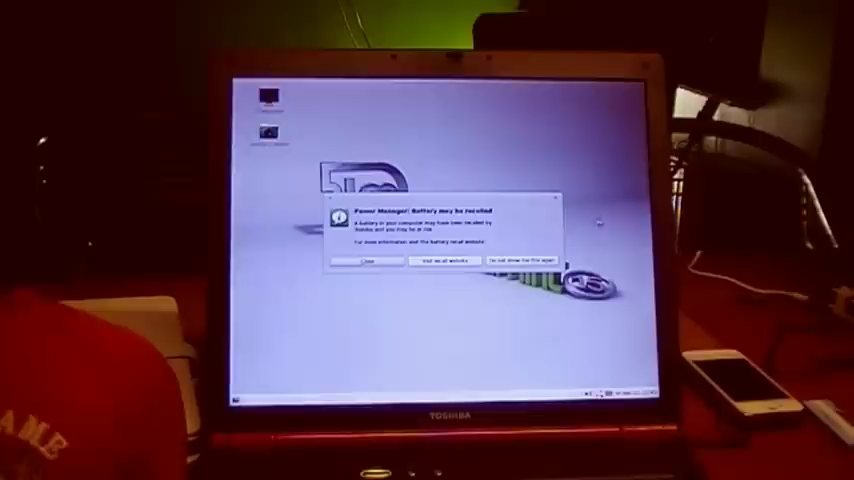 Power Manager: Battery may be recalled
A battery in your computer may have been recalled by
Toshiba and you may be at risk.
For more information visit the battery recall website.
Close
Visit recall website
Do not show me this again
TOSHIBA